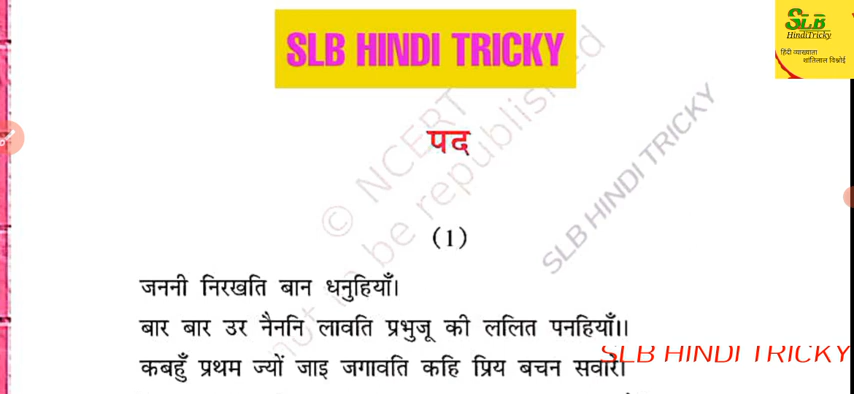 SLB HINDI TRICKY
SLB
HindiTricky
हिंदी व्याख्याता
शांतिलाल विश्नोई
© NCERT
not to be republished
SLB HINDI TRICKY
पद
(1)
जननी निरखति बान धनुहियाँ।
बार बार उर नैननि लावति प्रभुजू की ललित पनहियाँ।।
कबहुँ प्रथम ज्यों जाइ जगावति कहि प्रिय बचन सवारे।
SLB HINDI TRICKY